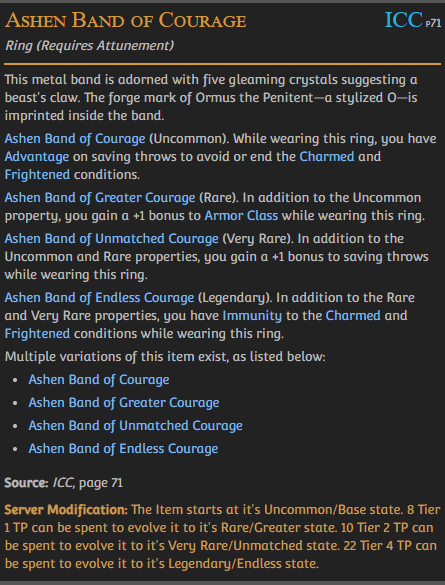 Ashen Band of Courage ICC p71
Ring (Requires Attunement)
This metal band is adorned with five gleaming crystals suggesting a
beast's claw. The forge mark of Ormus the Penitent—a stylized O—is
imprinted inside the band.
Ashen Band of Courage (Uncommon). While wearing this ring, you have
Advantage on saving throws to avoid or end the Charmed and
Frightened conditions.
Ashen Band of Greater Courage (Rare). In addition to the Uncommon
property, you gain a +1 bonus to Armor Class while wearing this ring.
Ashen Band of Unmatched Courage (Very Rare). In addition to the
Uncommon and Rare properties, you gain a +1 bonus to saving throws
while wearing this ring.
Ashen Band of Endless Courage (Legendary). In addition to the Rare
and Very Rare properties, you have Immunity to the Charmed and
Frightened conditions while wearing this ring.
Multiple variations of this item exist, as listed below:
• Ashen Band of Courage
• Ashen Band of Greater Courage
• Ashen Band of Unmatched Courage
• Ashen Band of Endless Courage
Source: ICC, page 71
Server Modification: The Item starts at it's Uncommon/Base state. 8 Tier
1 TP can be spent to evolve it to it's Rare/Greater state. 10 Tier 2 TP can
be spent to evolve it to it's Very Rare/Unmatched state. 22 Tier 4 TP can
be spent to evolve it to it's Legendary/Endless state.